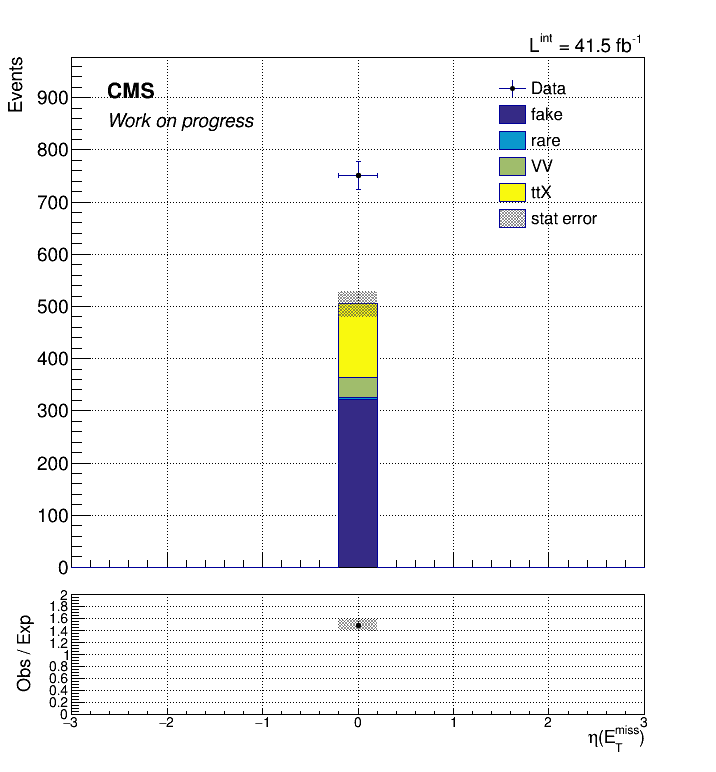 L^int = 41.5 fb^-1
Events
CMS
Work on progress
Data
fake
rare
VV
ttX
stat error
900
800
700
600
500
400
300
200
100
0
Obs / Exp
2
1.8
1.6
1.4
1.2
1
0.8
0.6
0.4
0.2
0
−3 −2 −1 0 1 2 3
η(E_T^miss)